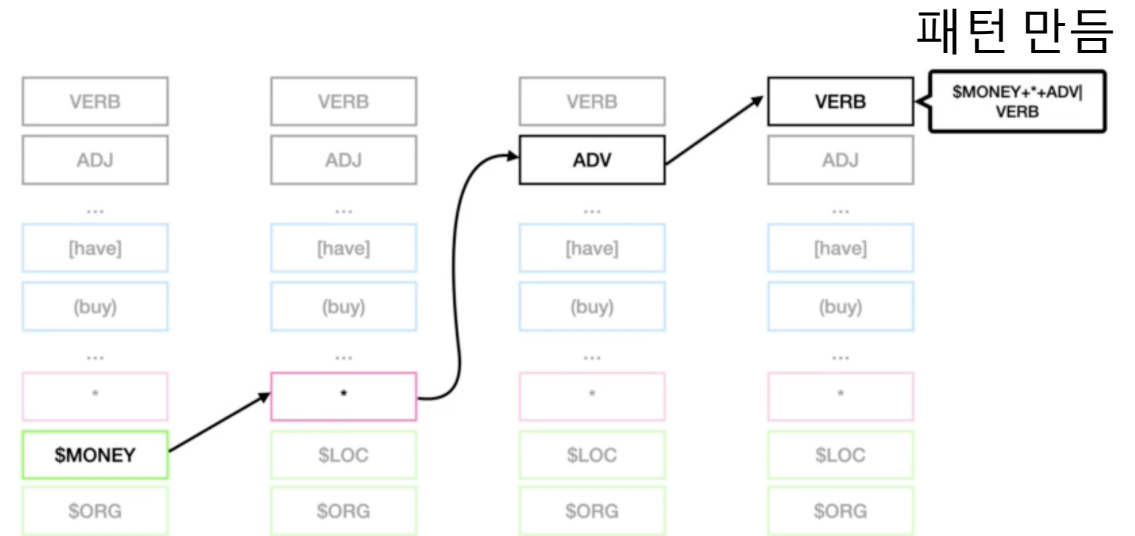 패턴 만듬
VERB
VERB
VERB
VERB
$MONEY+*+ADV|
VERB
ADJ
ADJ
ADV
ADJ
...
...
...
...
[have]
[have]
[have]
[have]
(buy)
(buy)
(buy)
(buy)
...
...
...
...
*
*
*
*
$MONEY
$LOC
$LOC
$LOC
$ORG
$ORG
$ORG
$ORG